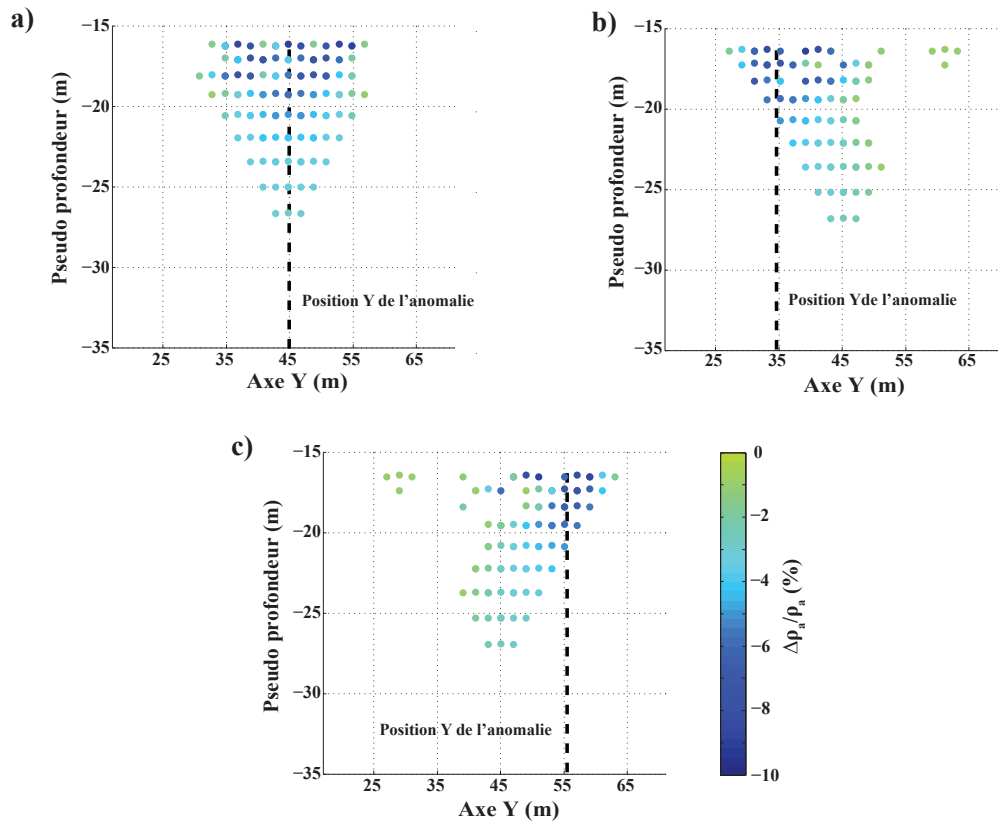 a)
−15
−20
−25
−30
−35
Pseudo profondeur (m)
25 35 45 55 65
Axe Y (m)
Position Y de l'anomalie
b)
−15
−20
−25
−30
−35
Pseudo profondeur (m)
25 35 45 55 65
Axe Y (m)
Position Yde l'anomalie
c)
−15
−20
−25
−30
−35
Pseudo profondeur (m)
25 35 45 55 65
Axe Y (m)
Position Y de l'anomalie
0
−2
−4
−6
−8
−10
Δρa/ρa (%)